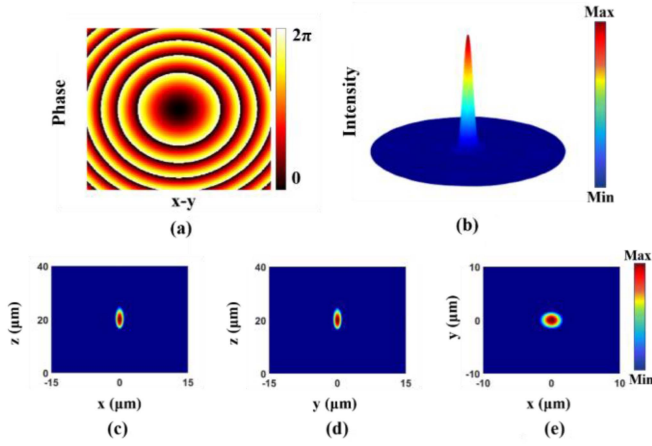 Phase
2π
0
x-y
(a)
Intensity
Max
Min
(b)
z (μm)
40
20
0
-15
0
15
x (μm)
(c)
z (μm)
40
20
0
-15
0
15
y (μm)
(d)
y (μm)
10
0
-10
-10
0
10
x (μm)
Max
Min
(e)